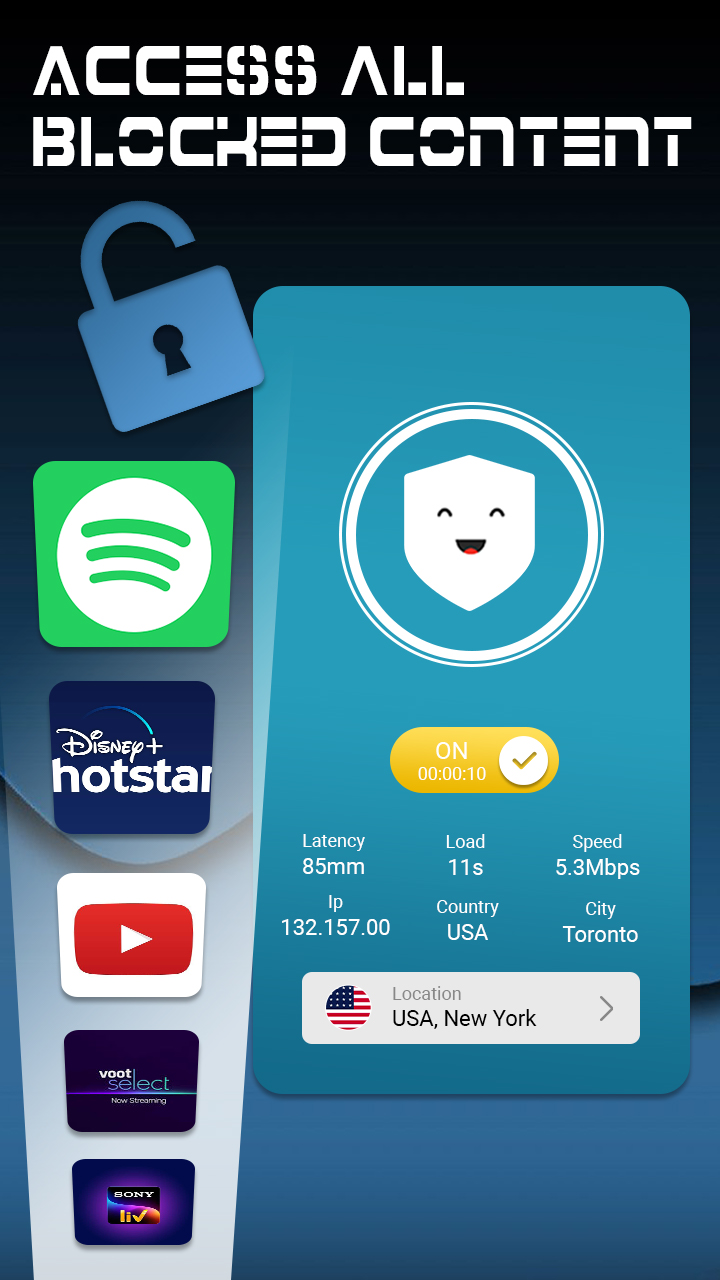 ACCESS ALL
BLOCKED CONTENT
Disney+
hotstar
voot
select
Now Streaming
SONY
liv
ON
00:00:10
Latency
85mm
Load
11s
Speed
5.3Mbps
Ip
132.157.00
Country
USA
City
Toronto
Location
USA, New York